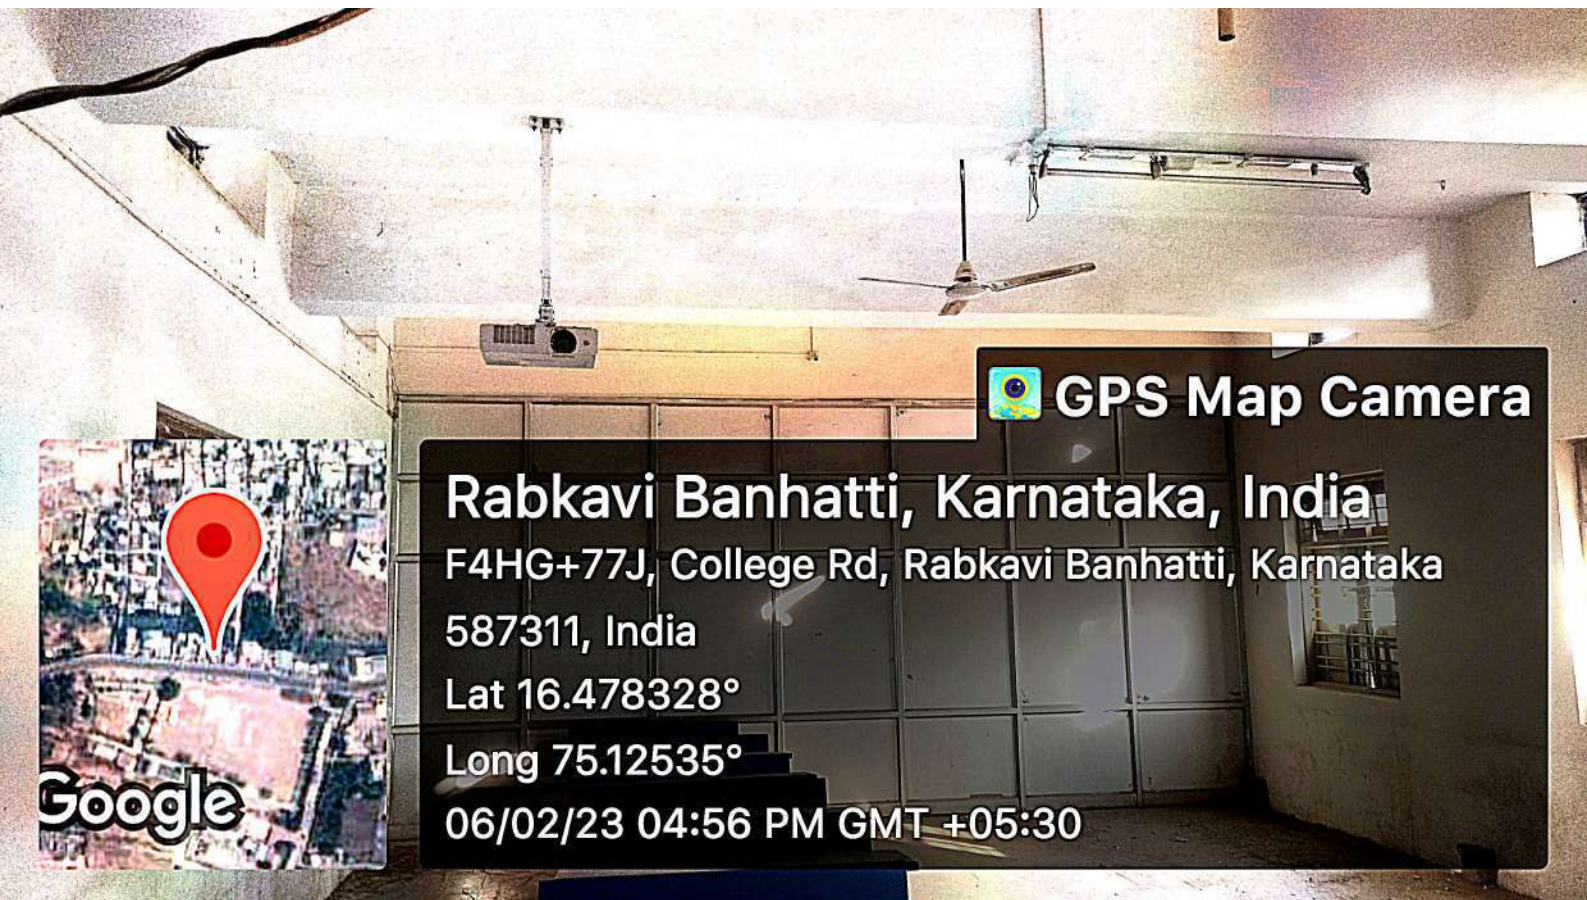 GPS Map Camera
Rabkavi Banhatti, Karnataka, India
F4HG+77J, College Rd, Rabkavi Banhatti, Karnataka
587311, India
Lat 16.478328°
Long 75.12535°
06/02/23 04:56 PM GMT +05:30
Google